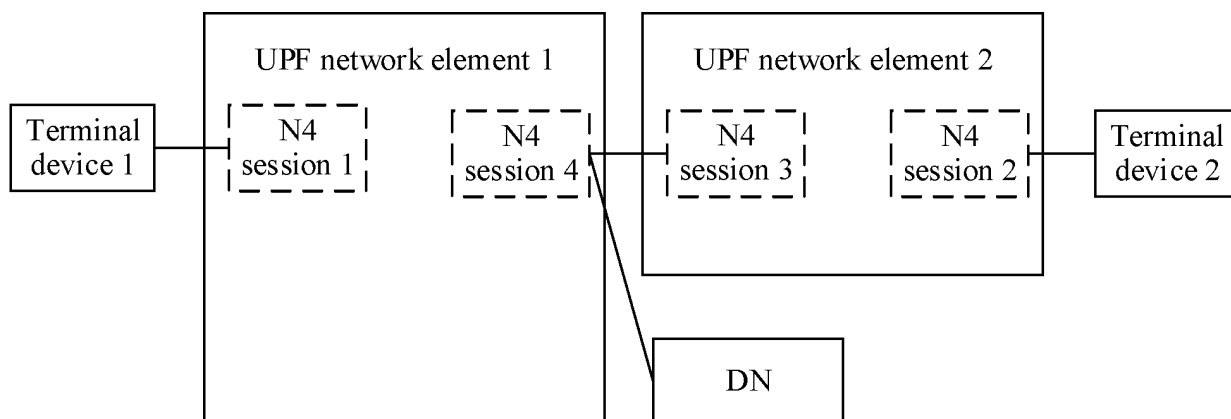 UPF network element 1
UPF network element 2
Terminal
device 1
N4
session 1
N4
session 4
N4
session 3
N4
session 2
Terminal
device 2
DN